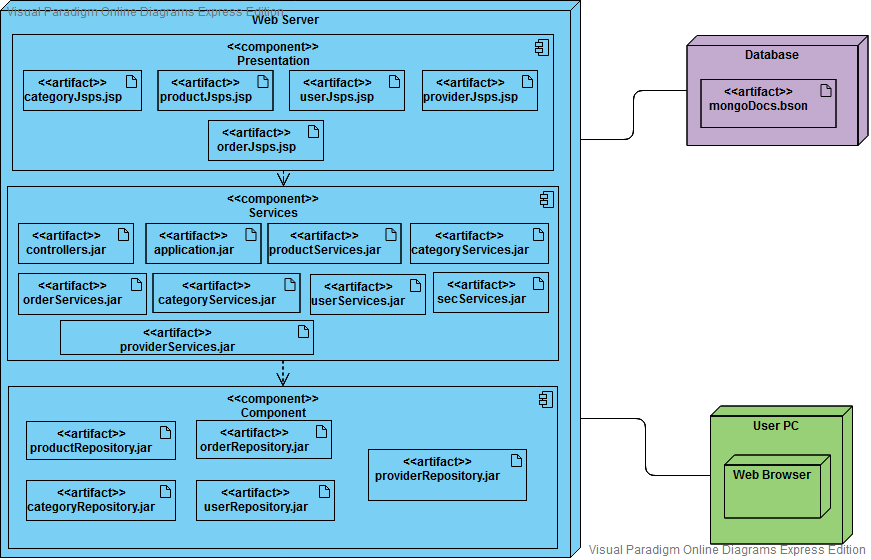 Visual Paradigm Online Diagrams Express Edition
Web Server
<<component>>
Presentation
<<artifact>>
categoryJsps.jsp
<<artifact>>
productJsps.jsp
<<artifact>>
userJsps.jsp
<<artifact>>
providerJsps.jsp
<<artifact>>
orderJsps.jsp
<<component>>
Services
<<artifact>>
controllers.jar
<<artifact>>
application.jar
<<artifact>>
productServices.jar
<<artifact>>
categoryServices.jar
<<artifact>>
orderServices.jar
<<artifact>>
categoryServices.jar
<<artifact>>
userServices.jar
<<artifact>>
secServices.jar
<<artifact>>
providerServices.jar
<<component>>
Component
<<artifact>>
productRepository.jar
<<artifact>>
orderRepository.jar
<<artifact>>
providerRepository.jar
<<artifact>>
categoryRepository.jar
<<artifact>>
userRepository.jar
Database
<<artifact>>
mongoDocs.bson
User PC
Web Browser
Visual Paradigm Online Diagrams Express Edition